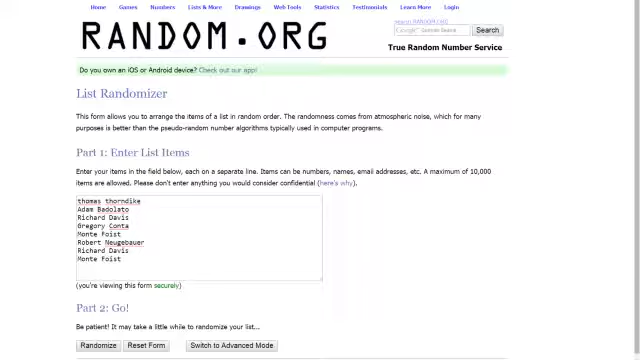 Home Games Numbers Lists & More Drawings Web Tools Statistics Testimonials Learn More Login
RANDOM.ORG
Search RANDOM.ORG
Search
True Random Number Service
Do you own an iOS or Android device? Check out our app!
List Randomizer
This form allows you to arrange the items of a list in random order. The randomness comes from atmospheric noise, which for many
purposes is better than the pseudo-random number algorithms typically used in computer programs.
Part 1: Enter List Items
Enter your items in the field below, each on a separate line. Items can be numbers, names, email addresses, etc. A maximum of 10,000
items are allowed. Please don't enter anything you would consider confidential (here's why).
thomas thorndike
Adam Badolato
Richard Davis
Gregory Conta
Monte Foist
Robert Neugebauer
Richard Davis
Monte Foist
(you're viewing this form securely)
Part 2: Go!
Be patient! It may take a little while to randomize your list...
Randomize Reset Form Switch to Advanced Mode